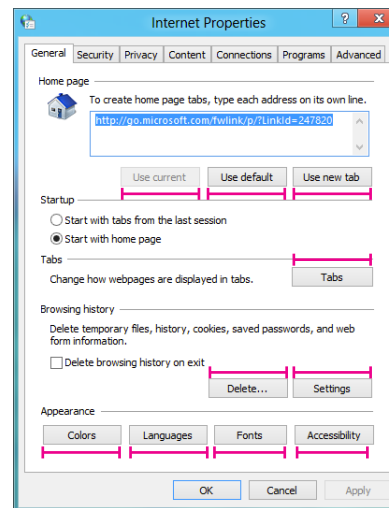 Internet Properties
? X
General Security Privacy Content Connections Programs Advanced
Home page
To create home page tabs, type each address on its own line.
http://go.microsoft.com/fwlink/p/?LinkId=247820
Use current Use default Use new tab
Startup
Start with tabs from the last session
Start with home page
Tabs
Change how webpages are displayed in tabs. Tabs
Browsing history
Delete temporary files, history, cookies, saved passwords, and web
form information.
Delete browsing history on exit
Delete... Settings
Appearance
Colors Languages Fonts Accessibility
OK Cancel Apply